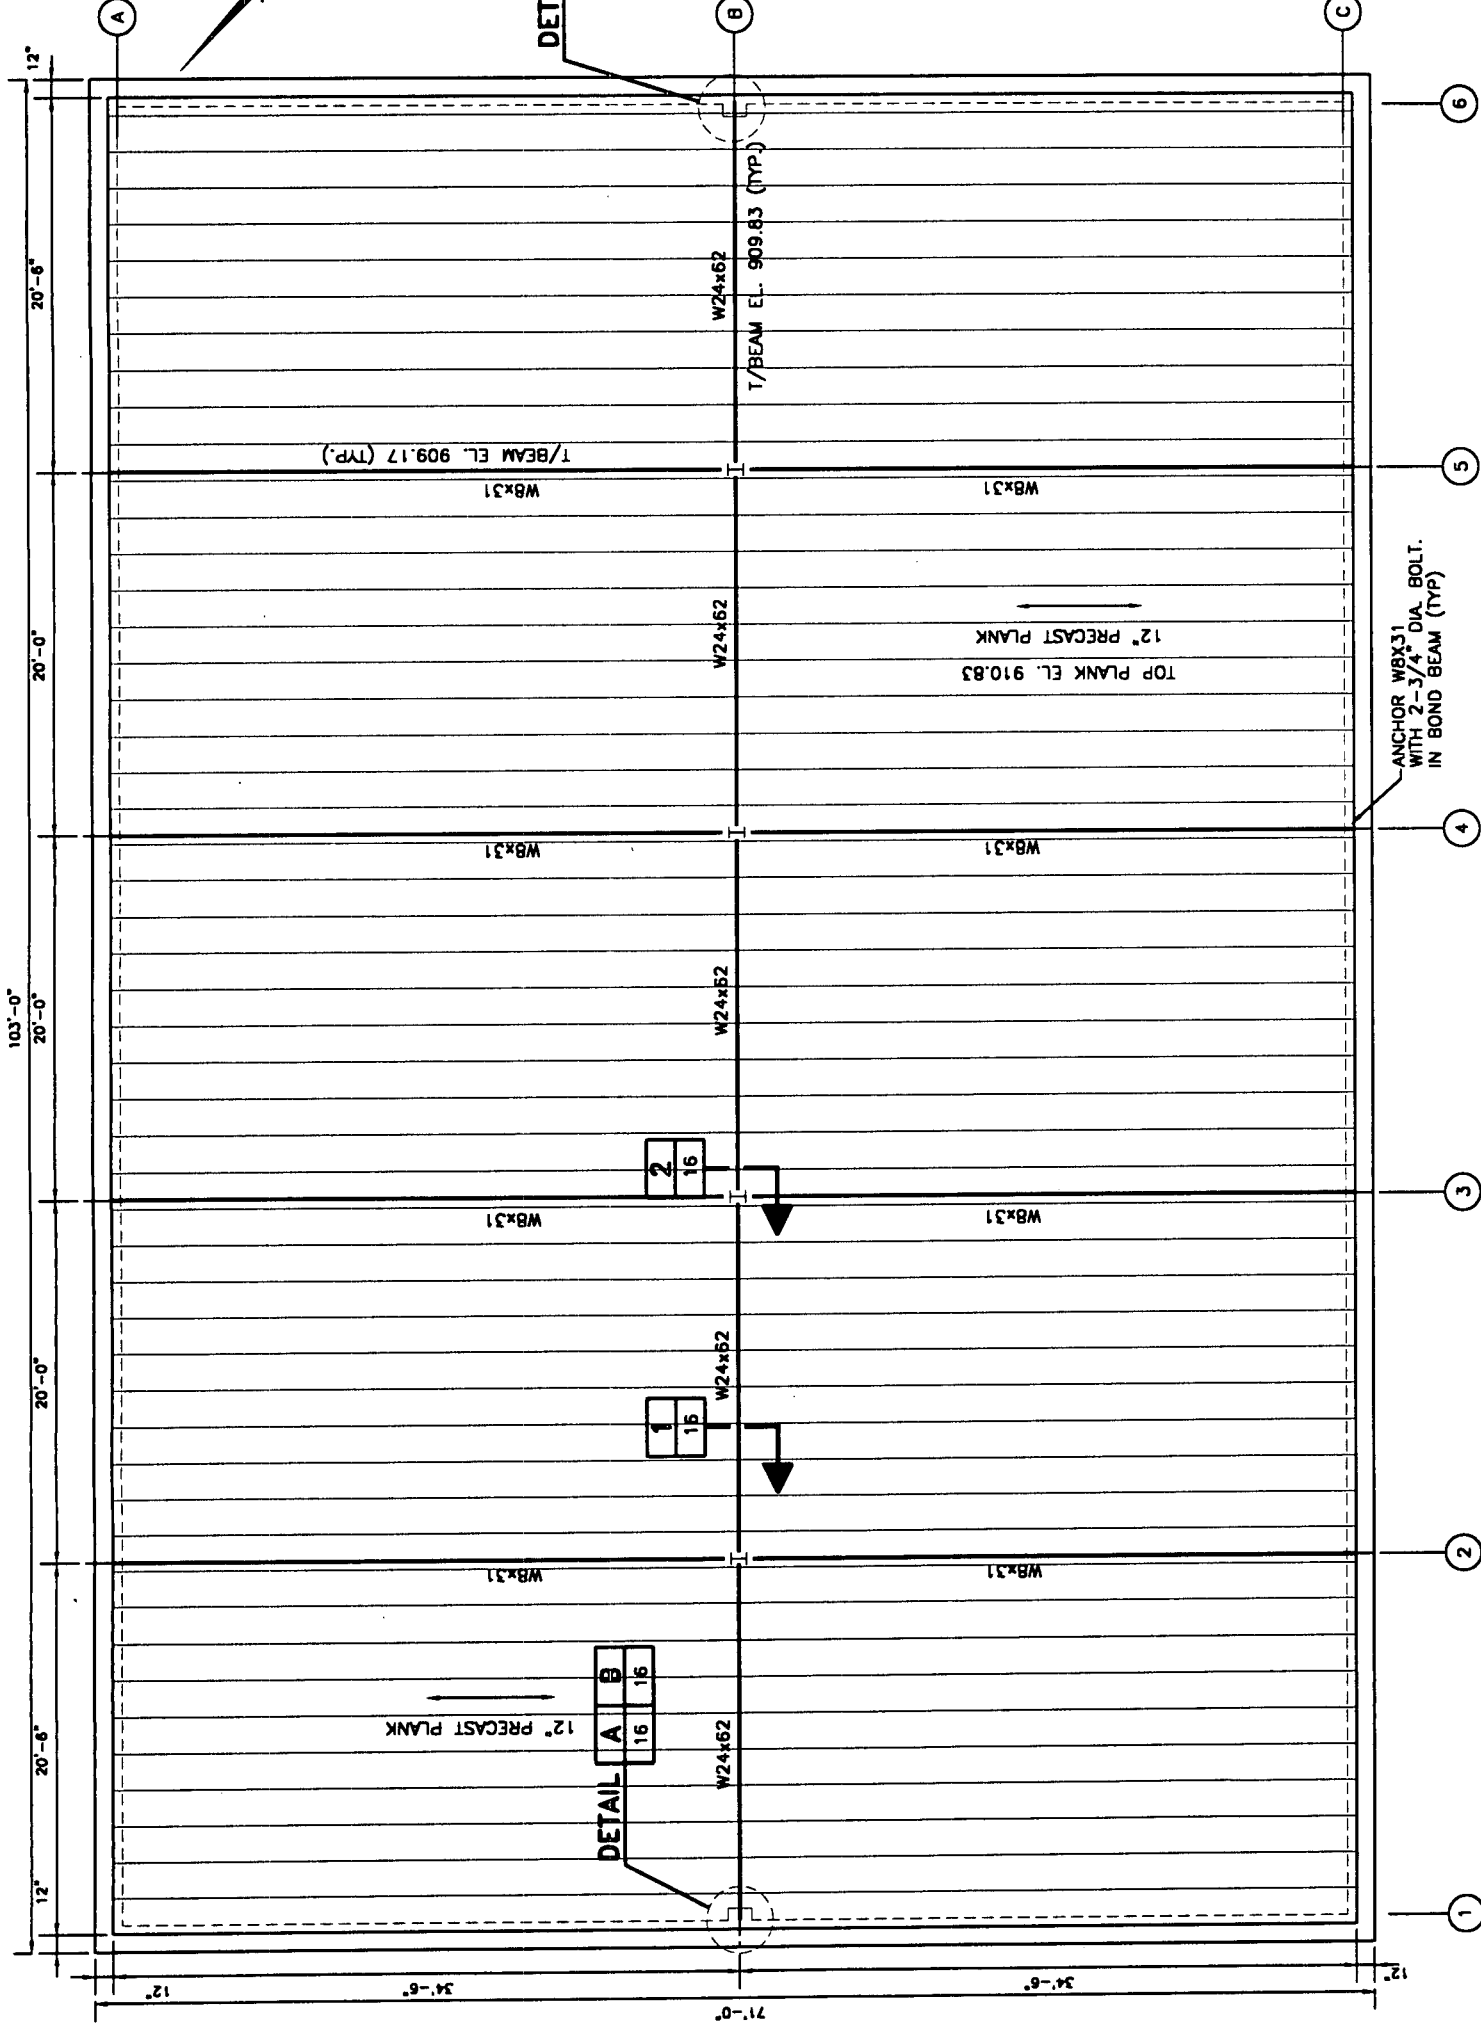 103'-0"
12"
20'-6"
20'-0"
20'-0"
20'-0"
20'-6"
12"
A
B
C
DET
W24x62
T/BEAM EL. 909.83 (TYP.)
T/BEAM EL. 909.17 (TYP.)
W8x31
W8x31
W24x62
12" PRECAST PLANK
TOP PLANK EL. 910.83
ANCHOR W8X31
WITH 2-3/4" DIA. BOLT.
IN BOND BEAM (TYP)
W8x31
W8x31
W24x62
2
16
W8x31
W8x31
W24x62
1
16
W8x31
W8x31
12" PRECAST PLANK
DETAIL
A B
16 16
W24x62
12"
34'-6"
34'-6"
12"
71'-0"
1
2
3
4
5
6